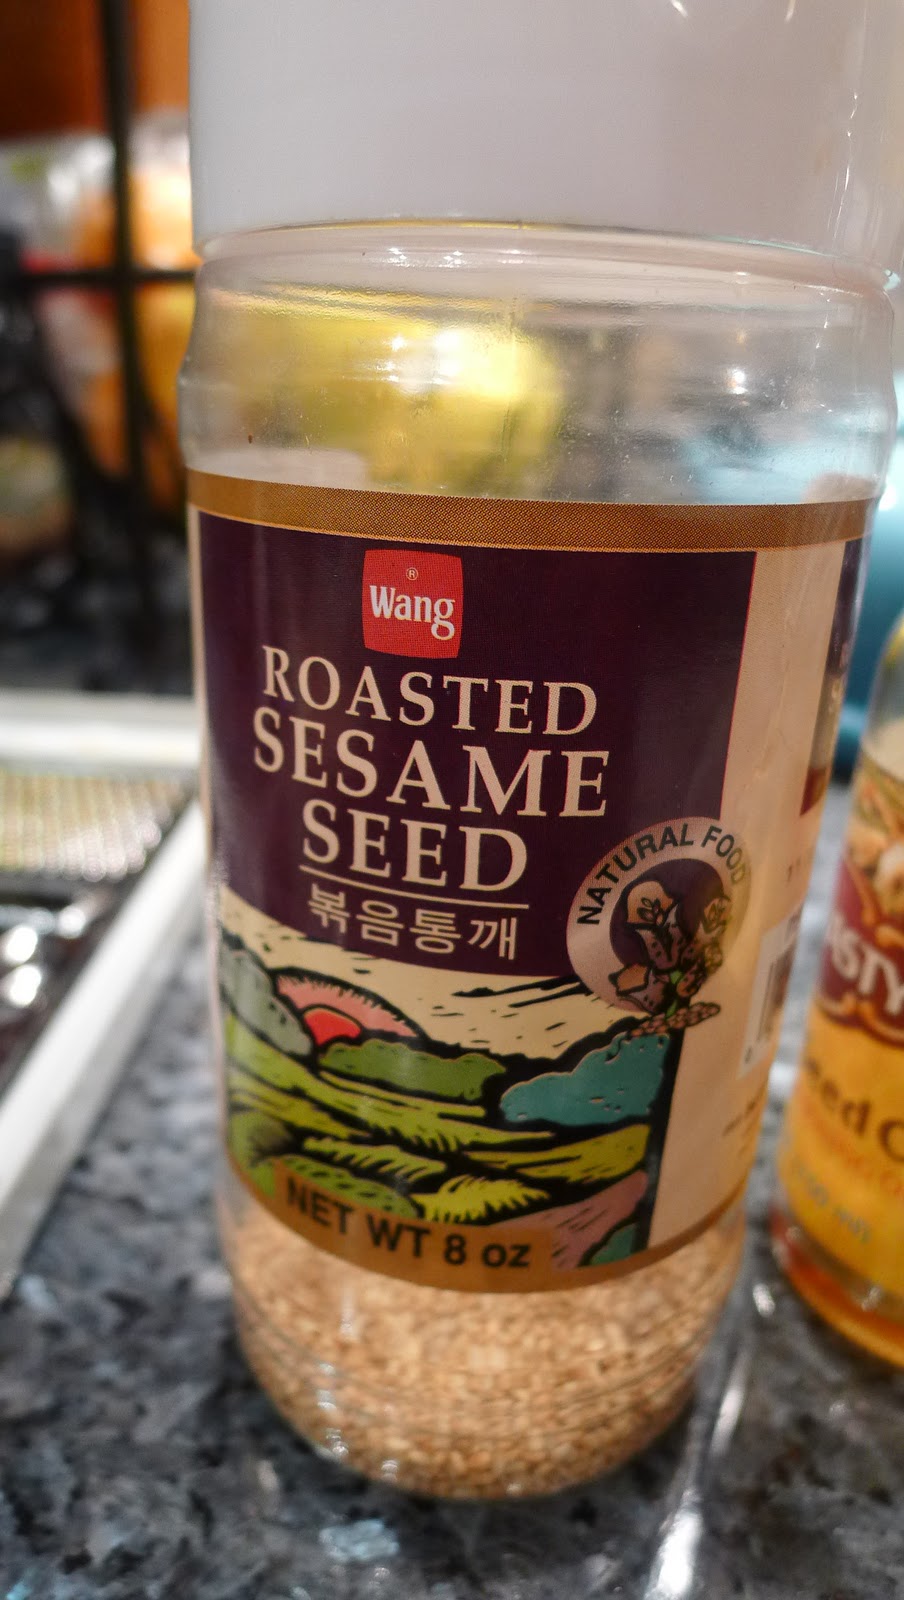 ®
Wang
ROASTED
SESAME
SEED
볶음통깨
NATURAL FOOD
NET WT 8 oz